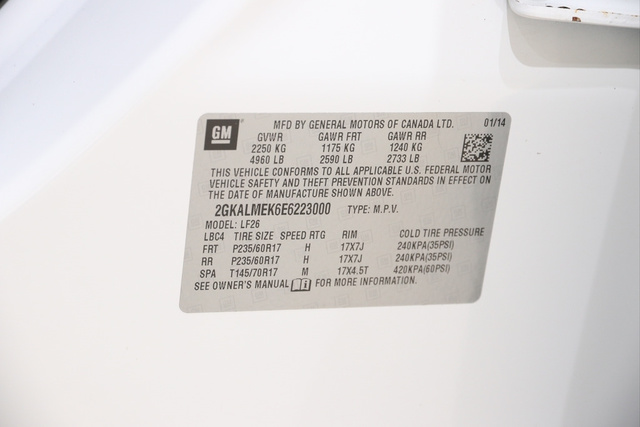 GM
MFD BY GENERAL MOTORS OF CANADA LTD. 01/14
GVWR GAWR FRT GAWR RR
2250 KG 1175 KG 1240 KG
4960 LB 2590 LB 2733 LB
THIS VEHICLE CONFORMS TO ALL APPLICABLE U.S. FEDERAL MOTOR
VEHICLE SAFETY AND THEFT PREVENTION STANDARDS IN EFFECT ON
THE DATE OF MANUFACTURE SHOWN ABOVE.
2GKALMEK6E6223000 TYPE: M.P.V.
MODEL: LF26
LBC4 TIRE SIZE SPEED RTG RIM COLD TIRE PRESSURE
FRT P235/60R17 H 17X7J 240KPA(35PSI)
RR P235/60R17 H 17X7J 240KPA(35PSI)
SPA T145/70R17 M 17X4.5T 420KPA(60PSI)
SEE OWNER'S MANUAL FOR MORE INFORMATION.